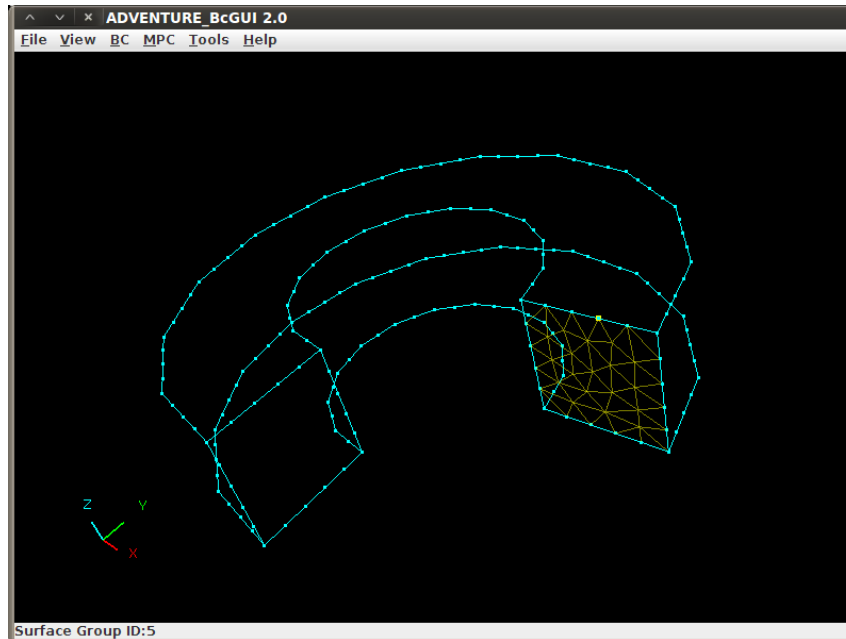 ADVENTURE_BcGUI 2.0
File View BC MPC Tools Help
Z
Y
X
Surface Group ID:5